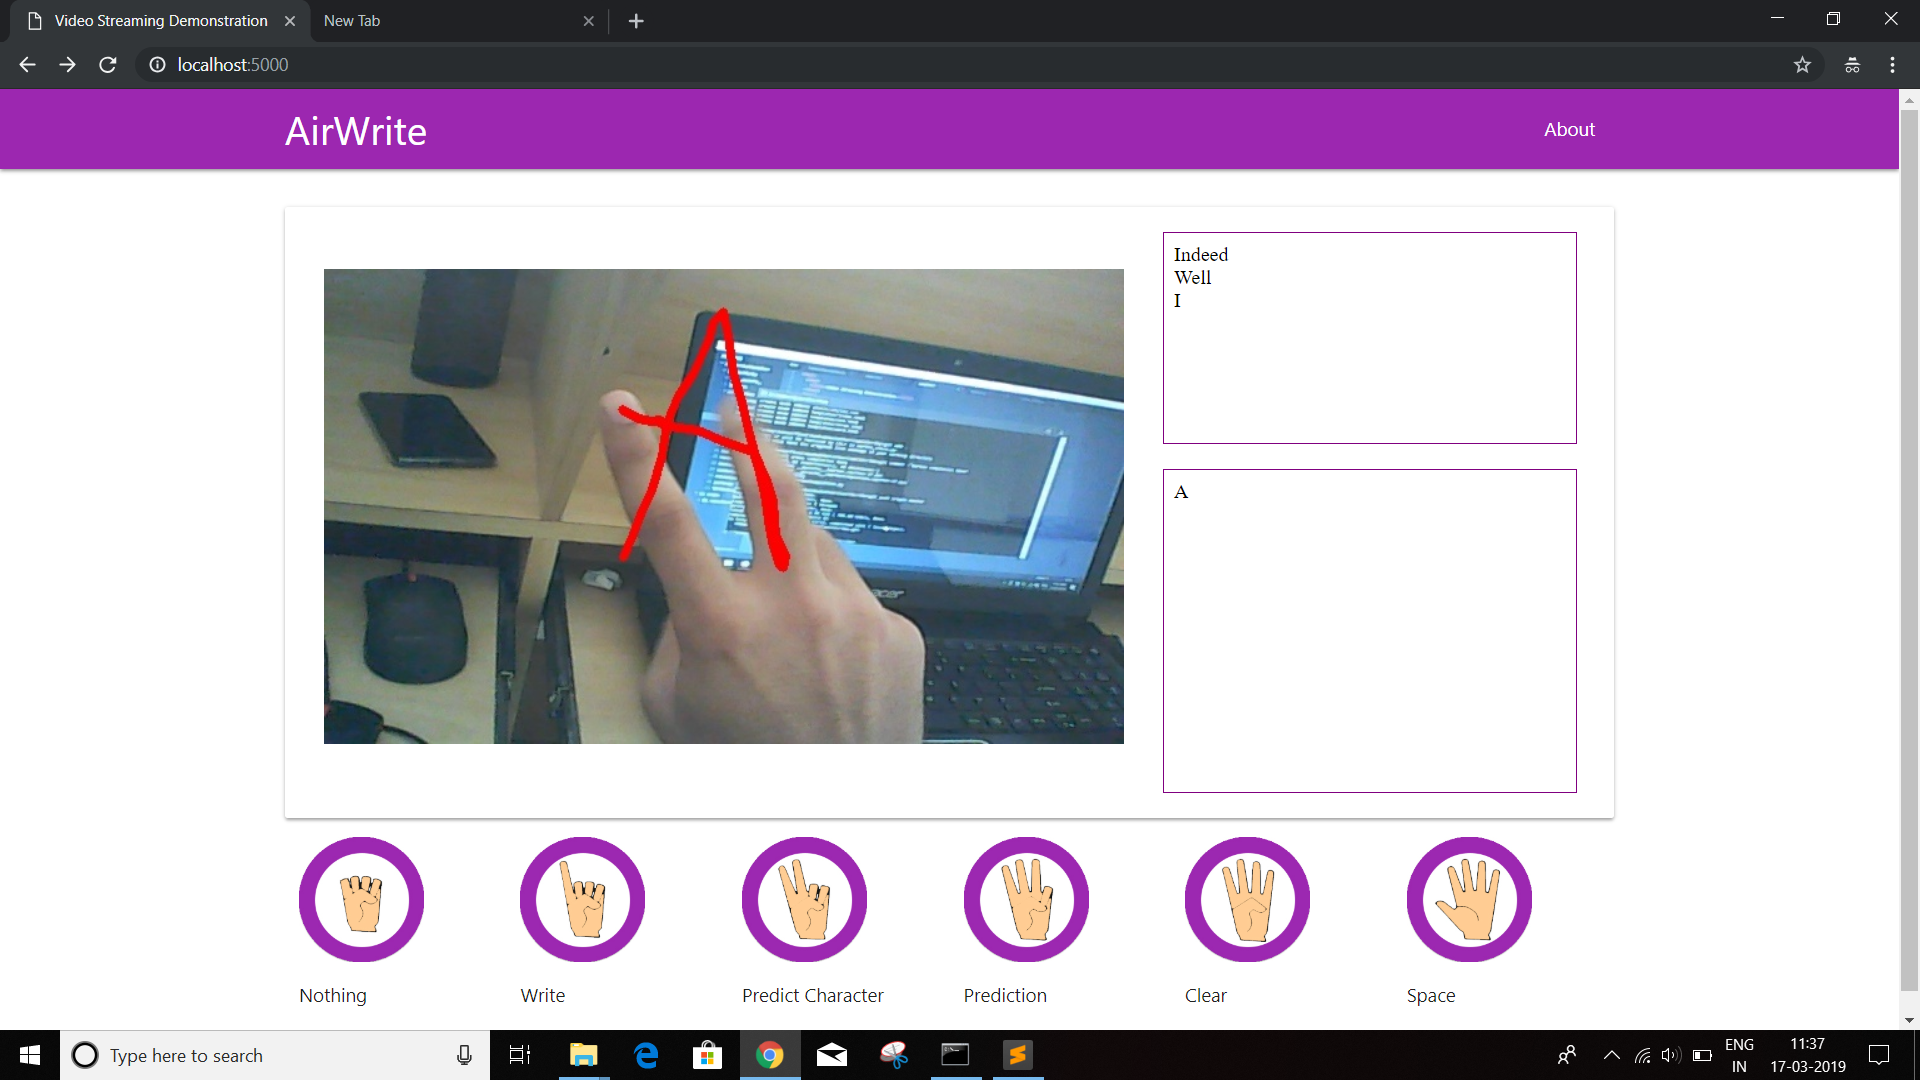 Video Streaming Demonstration
New Tab
localhost:5000
AirWrite
About
A
acer
Indeed
Well
I
A
Nothing
Write
Predict Character
Prediction
Clear
Space
Type here to search
ENG
IN
11:37
17-03-2019